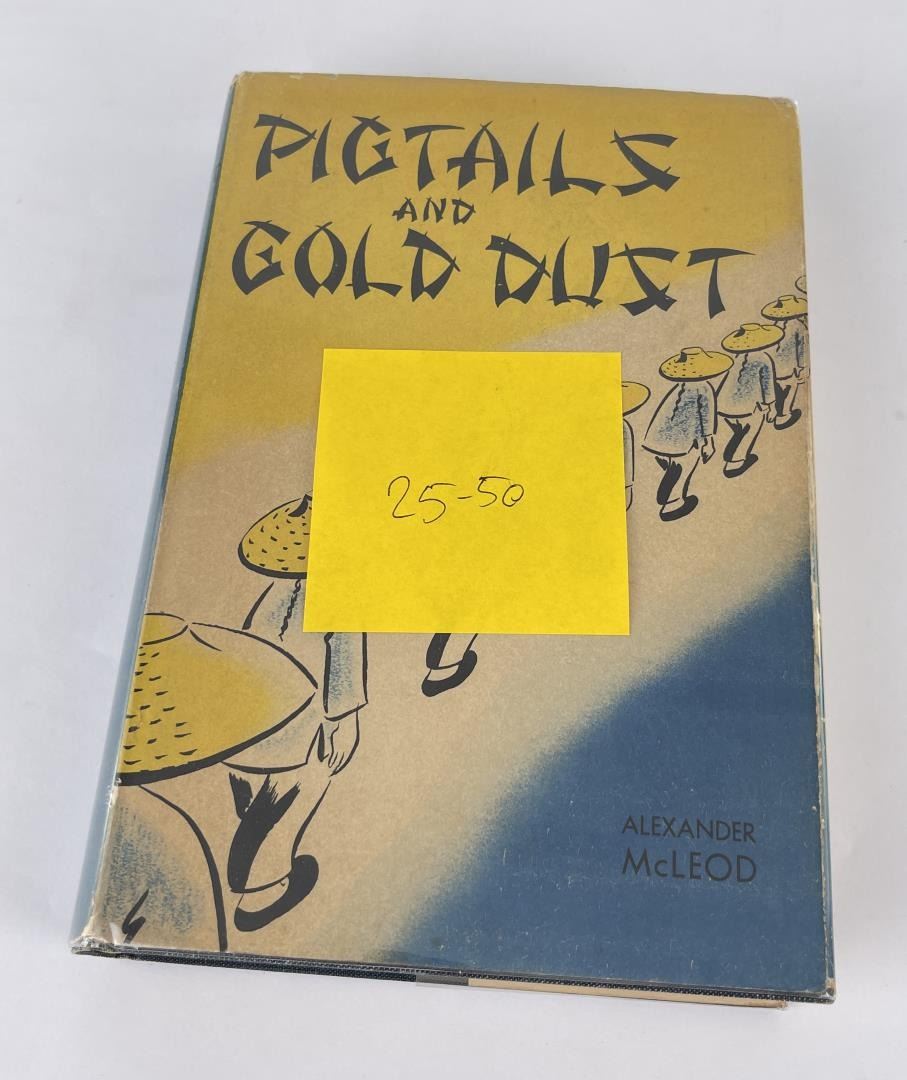 PIGTAILS
AND
GOLD DUST
25-50
ALEXANDER
McLEOD